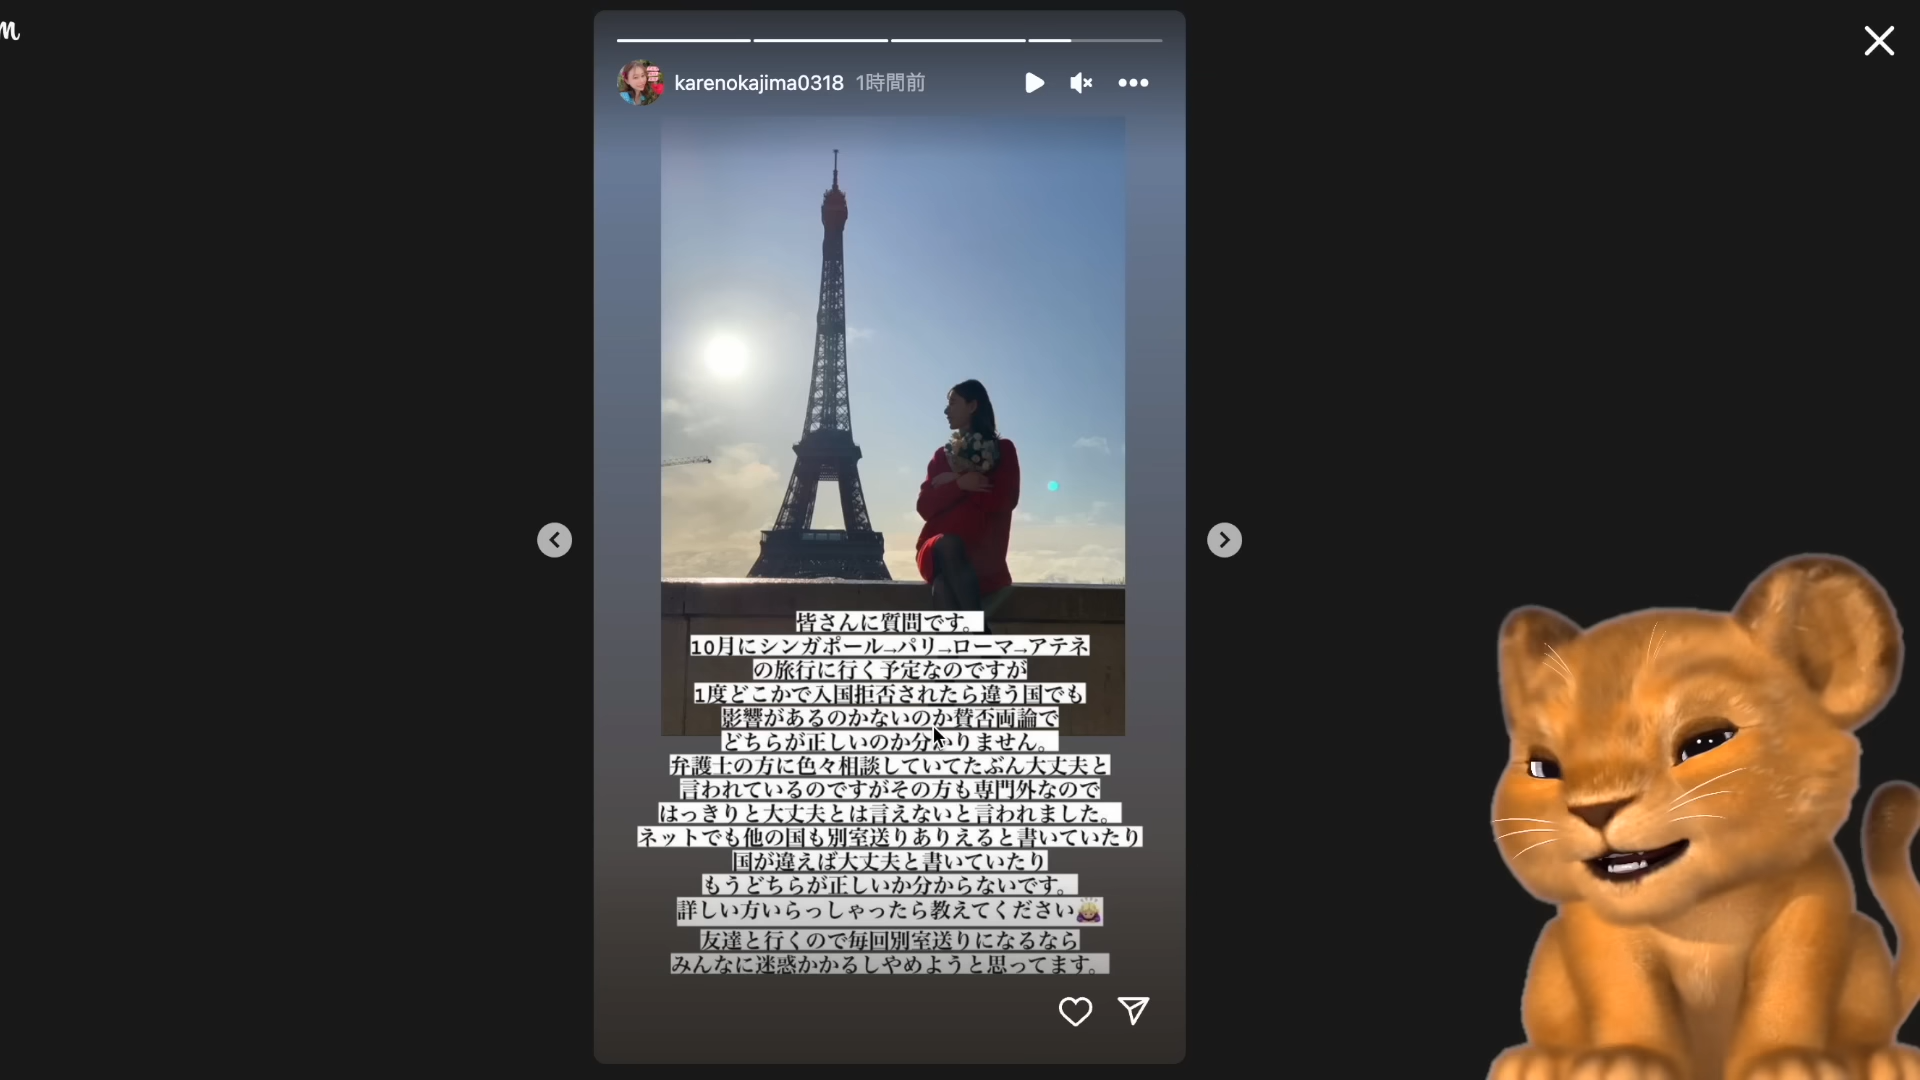 m
karenokajima0318 1時間前
皆さんに質問です。
10月にシンガポール→パリ→ローマ→アテネ
の旅行に行く予定なのですが
1度どこかで入国拒否されたら違う国でも
影響があるのかないのか賛否両論で
どちらが正しいのか分かりません。
弁護士の方に色々相談していてたぶん大丈夫と
言われているのですがその方も専門外なので
はっきりと大丈夫とは言えないと言われました。
ネットでも他の国も別室送りありえると書いていたり
国が違えば大丈夫と書いていたり
もうどちらが正しいか分からないです。
詳しい方いらっしゃったら教えてください🙇🏼‍♀️
友達と行くので毎回別室送りになるなら
みんなに迷惑かかるしやめようと思ってます。